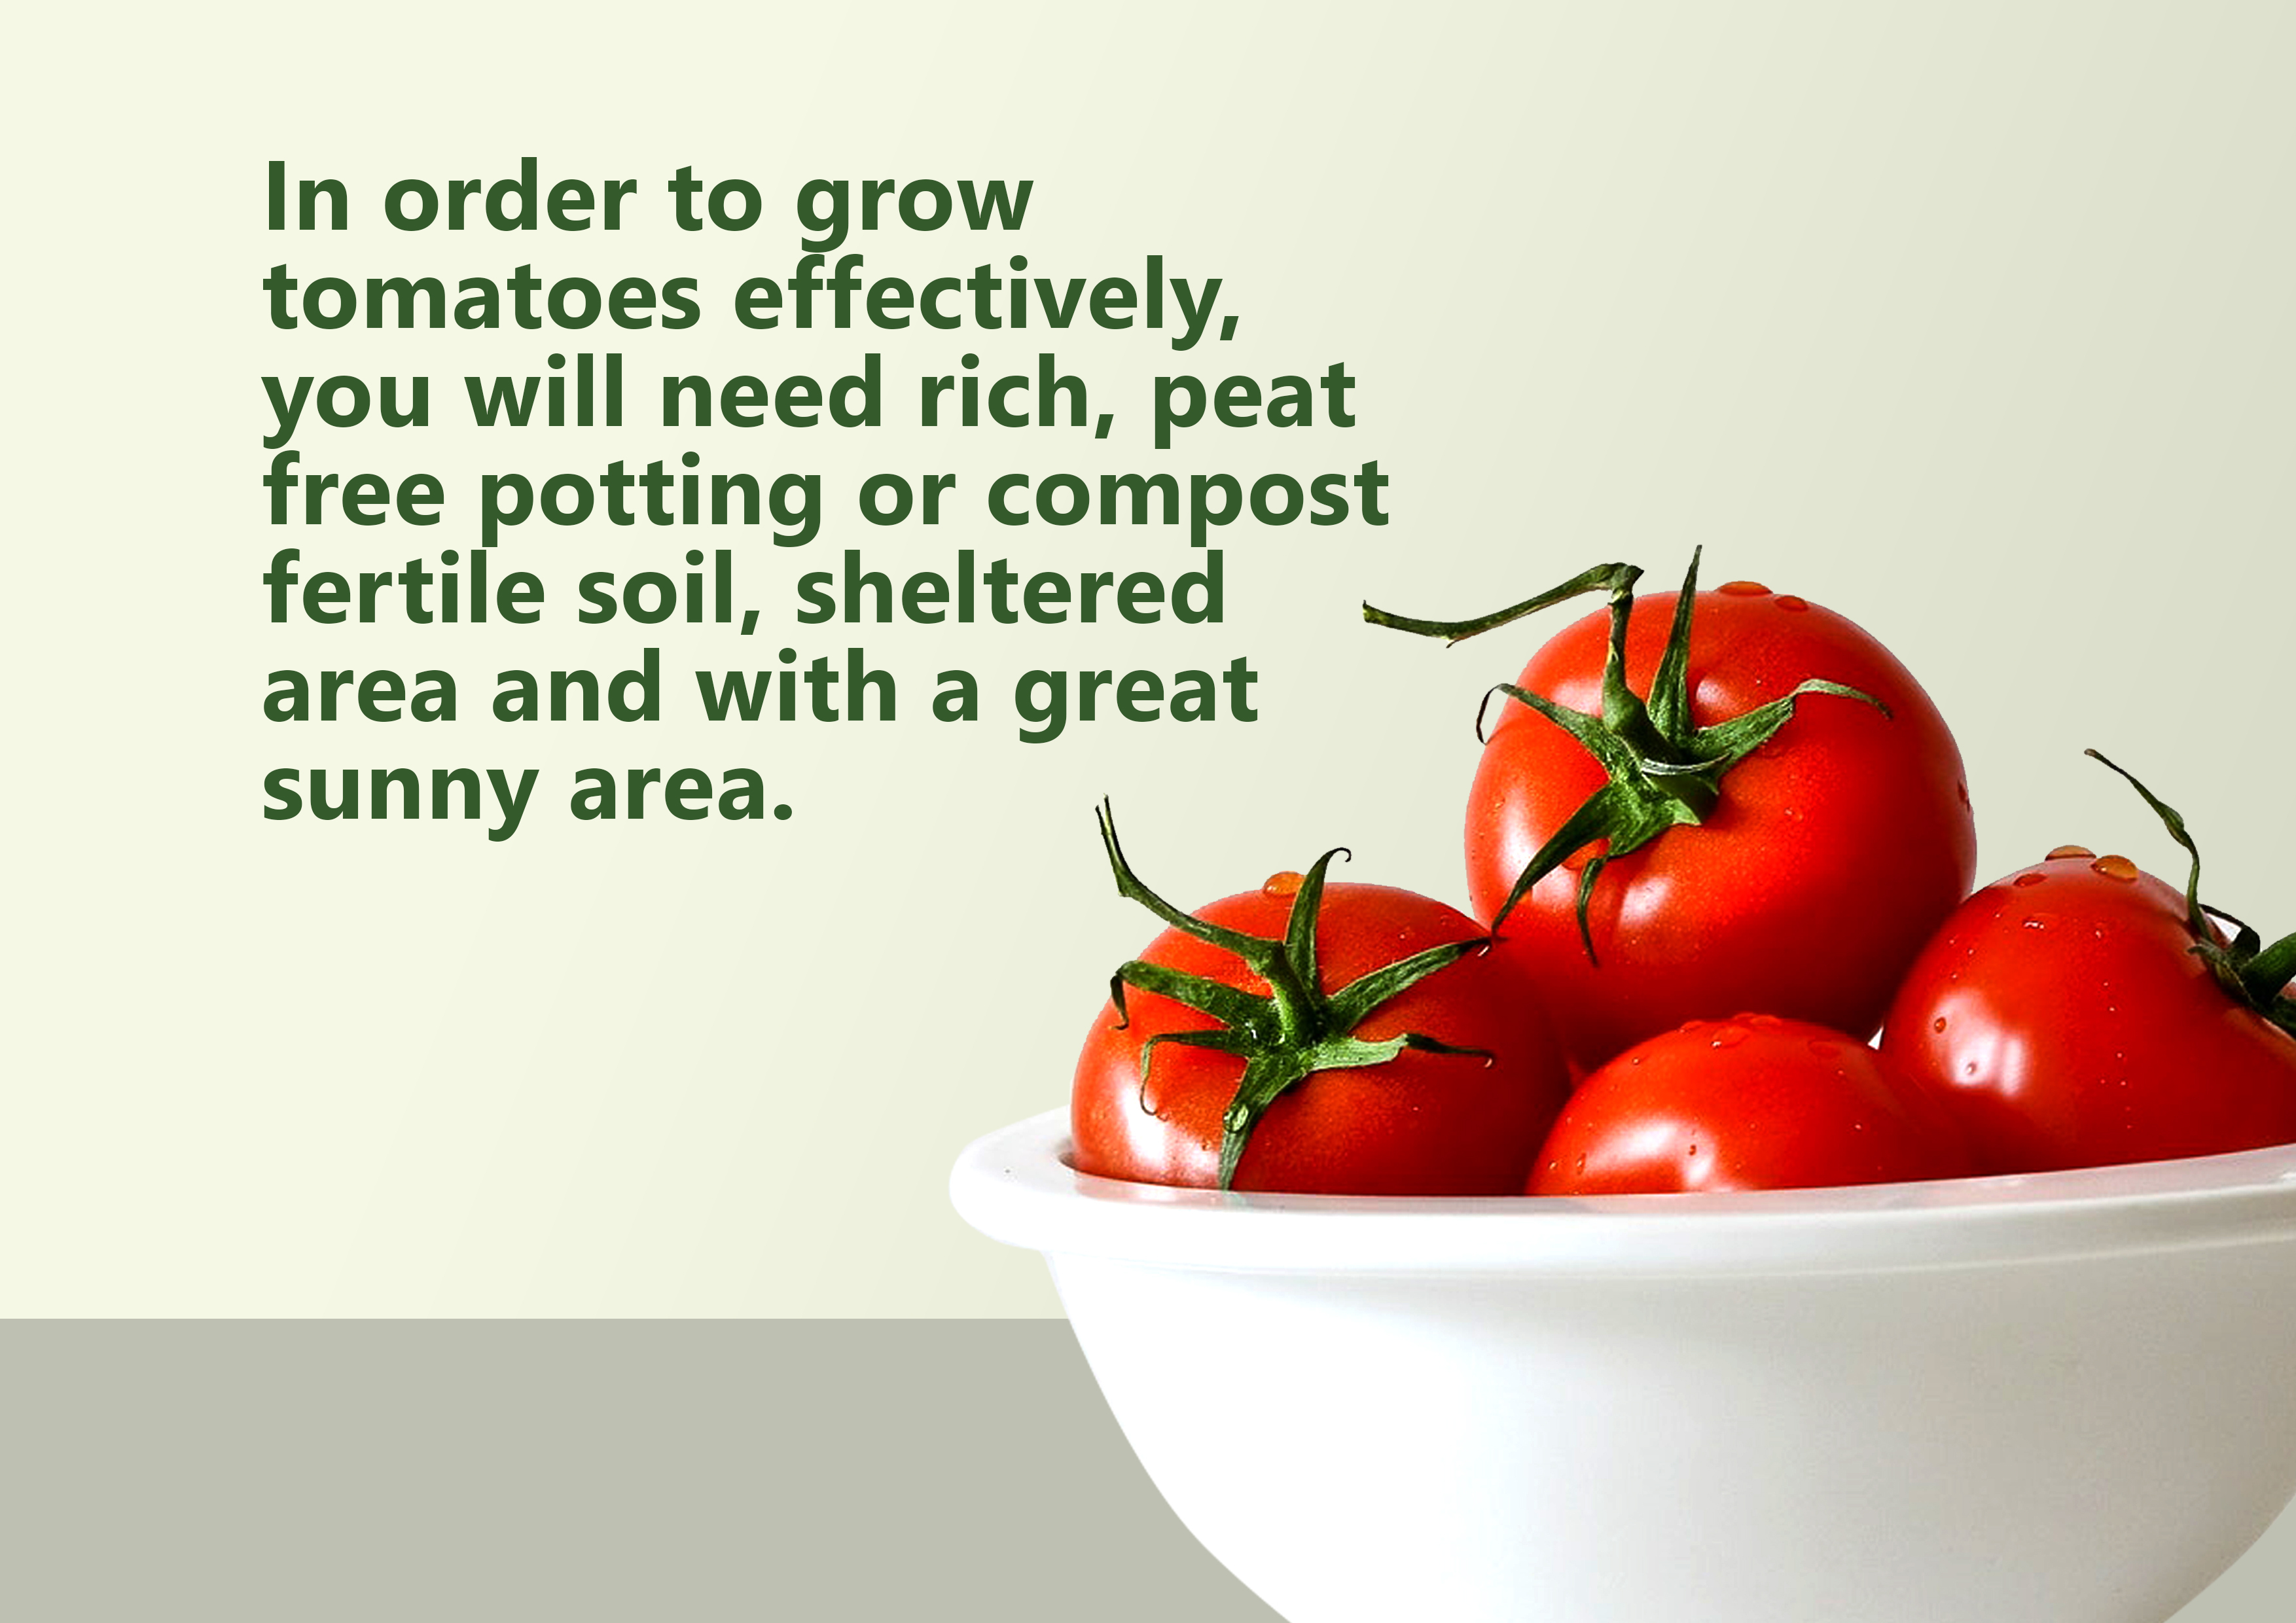 In order to grow
tomatoes effectively,
you will need rich, peat
free potting or compost
fertile soil, sheltered
area and with a great
sunny area.